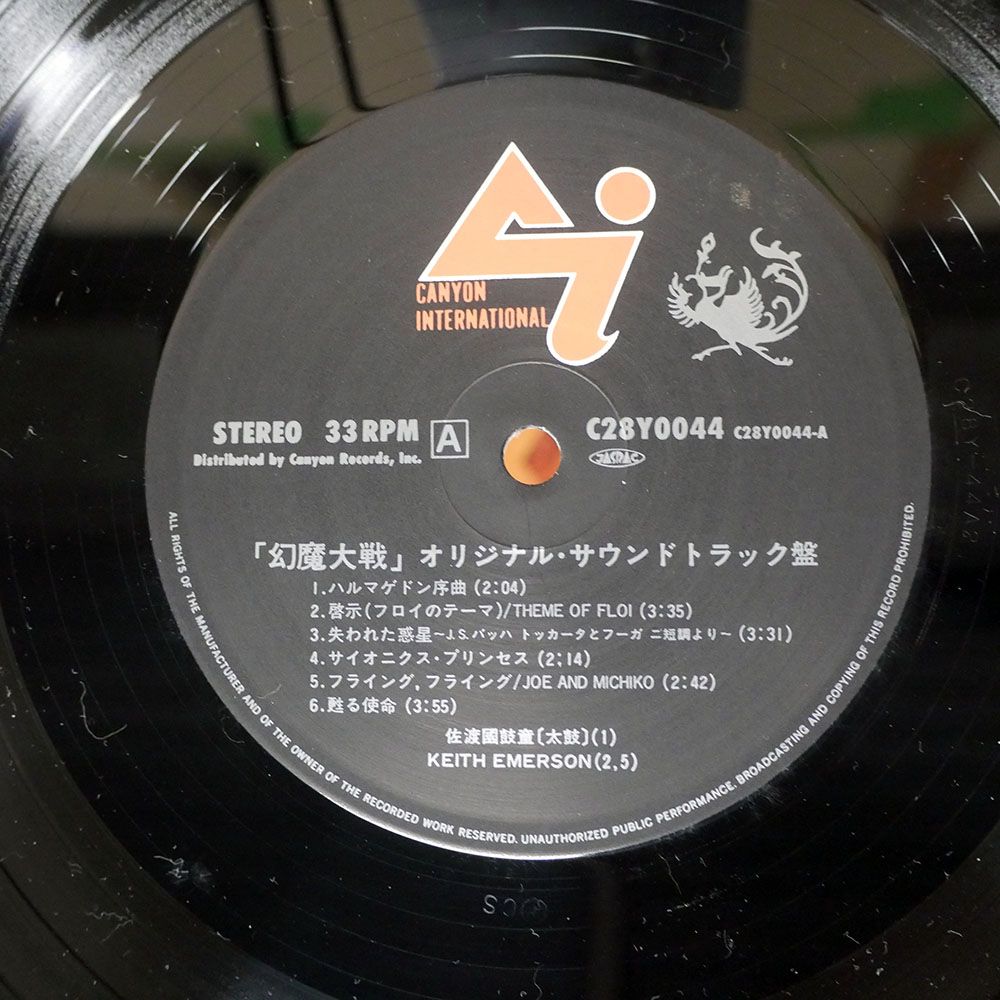 CANYON
INTERNATIONAL
STEREO 33RPM A
Distributed by Canyon Records, Inc.
C28Y0044 C28Y0044-A
JASRAC
「幻魔大戦」オリジナル・サウンドトラック盤
1.ハルマゲドン序曲 (2:04)
2.啓示(フロイのテーマ)/THEME OF FLOI (3:35)
3.失われた惑星~J.S.バッハ トッカータとフーガ ニ短調より~ (3:31)
4.サイオニクス・プリンセス (2:14)
5.フライング,フライング/JOE AND MICHIKO (2:42)
6.甦る使命 (3:55)
佐渡國鼓童〔太鼓〕(1)
KEITH EMERSON(2,5)
ALL RIGHTS OF THE MANUFACTURER AND OF THE OWNER OF THE RECORDED WORK RESERVED. UNAUTHORIZED PUBLIC PERFORMANCE. BROADCASTING AND COPYING OF THIS RECORD PROHIBITED.